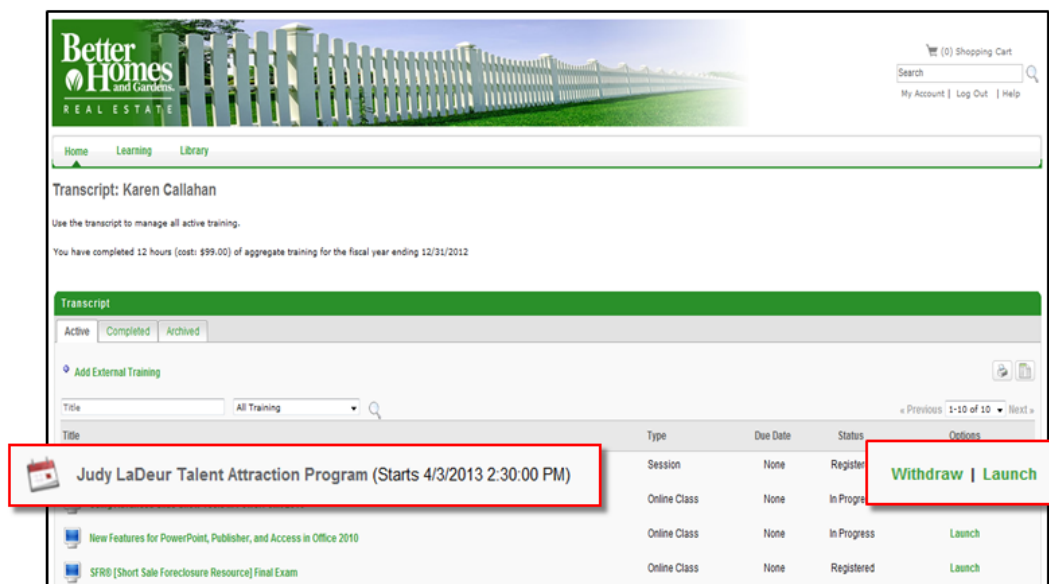 Better
Homes
and Gardens.
REAL ESTATE
(0) Shopping Cart
Search
My Account | Log Out | Help
Home Learning Library
Transcript: Karen Callahan
Use the transcript to manage all active training.
You have completed 12 hours (cost: $99.00) of aggregate training for the fiscal year ending 12/31/2012
Transcript
Active Completed Archived
Add External Training
Title All Training « Previous 1-10 of 10 Next »
Title Type Due Date Status Options
Judy LaDeur Talent Attraction Program (Starts 4/3/2013 2:30:00 PM) Session None Register Withdraw | Launch
Online Class None In Progre
New Features for PowerPoint, Publisher, and Access in Office 2010 Online Class None In Progress Launch
SFR® [Short Sale Foreclosure Resource] Final Exam Online Class None Registered Launch